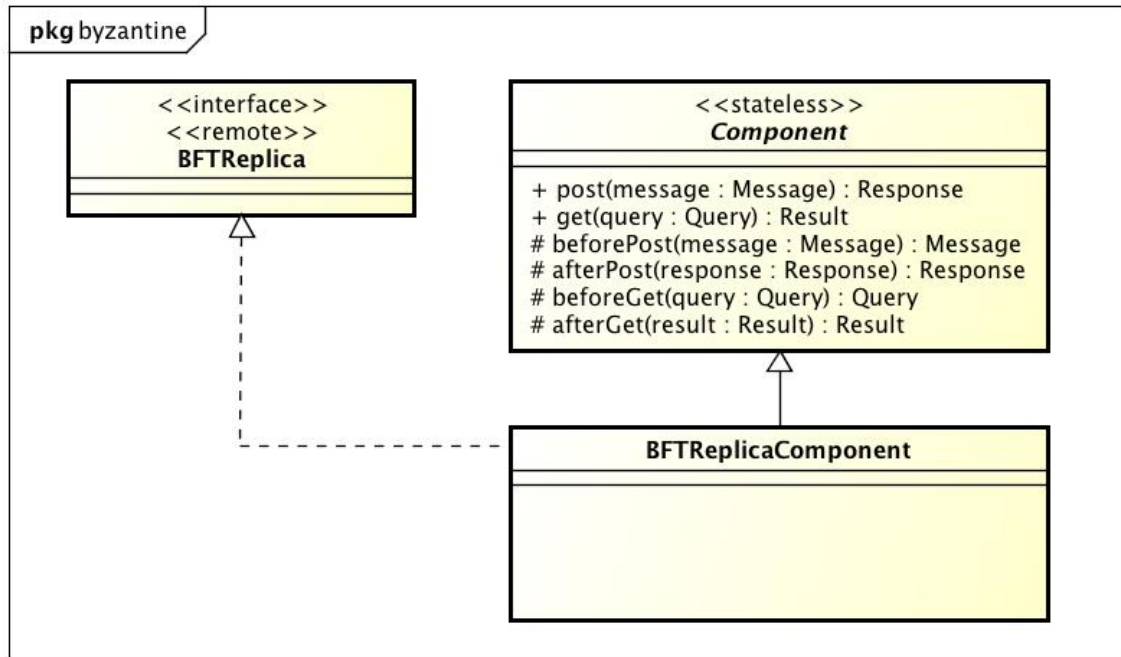 pkg byzantine
<<interface>>
<<remote>>
BFTReplica
<<stateless>>
Component
+ post(message : Message) : Response
+ get(query : Query) : Result
# beforePost(message : Message) : Message
# afterPost(response : Response) : Response
# beforeGet(query : Query) : Query
# afterGet(result : Result) : Result
BFTReplicaComponent